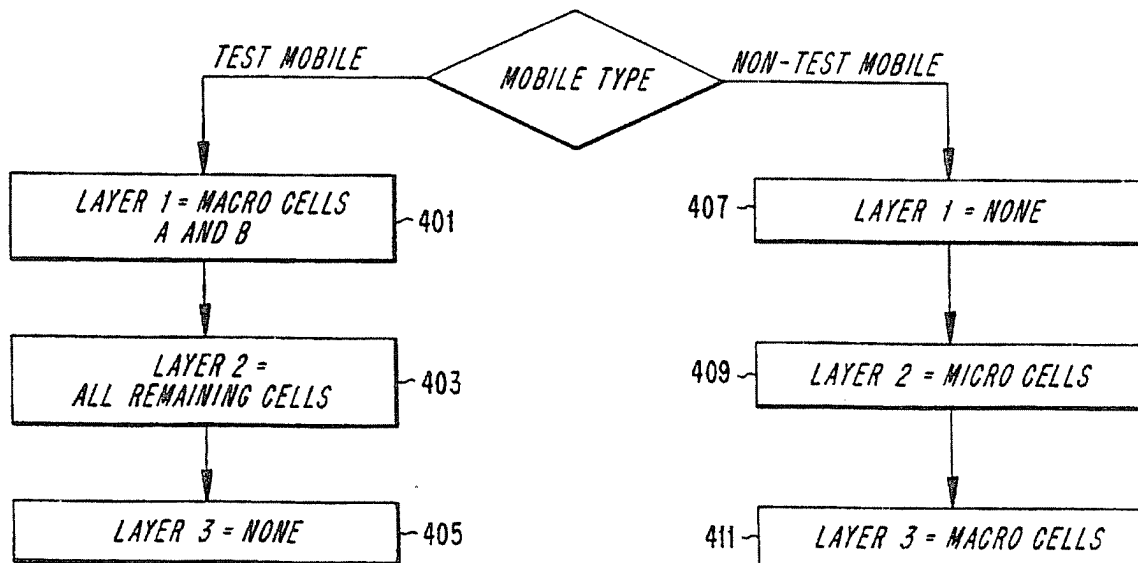 TEST MOBILE
MOBILE TYPE
NON-TEST MOBILE
LAYER 1 = MACRO CELLS
A AND B
401
LAYER 2 =
ALL REMAINING CELLS
403
LAYER 3 = NONE
405
407
LAYER 1 = NONE
409
LAYER 2 = MICRO CELLS
411
LAYER 3 = MACRO CELLS